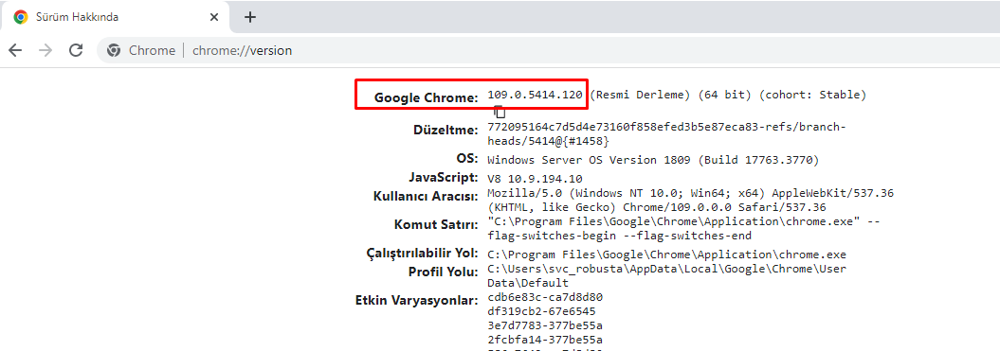 Sürüm Hakkında
Chrome
chrome://version
Google Chrome: 109.0.5414.120 (Resmi Derleme) (64 bit) (cohort: Stable)
Düzeltme: 772095164c7d5d4e73160f858efed3b5e87eca83-refs/branch-
heads/5414@{#1458}
OS: Windows Server OS Version 1809 (Build 17763.3770)
JavaScript: V8 10.9.194.10
Kullanıcı Aracısı: Mozilla/5.0 (Windows NT 10.0; Win64; x64) AppleWebKit/537.36
(KHTML, like Gecko) Chrome/109.0.0.0 Safari/537.36
Komut Satırı: "C:\Program Files\Google\Chrome\Application\chrome.exe" --
flag-switches-begin --flag-switches-end
Çalıştırılabilir Yol: C:\Program Files\Google\Chrome\Application\chrome.exe
Profil Yolu: C:\Users\svc_robusta\AppData\Local\Google\Chrome\User
Data\Default
Etkin Varyasyonlar: cdb6e83c-ca7d8d80
df319cb2-67e6545
3e7d7783-377be55a
2fcbfa14-377be55a